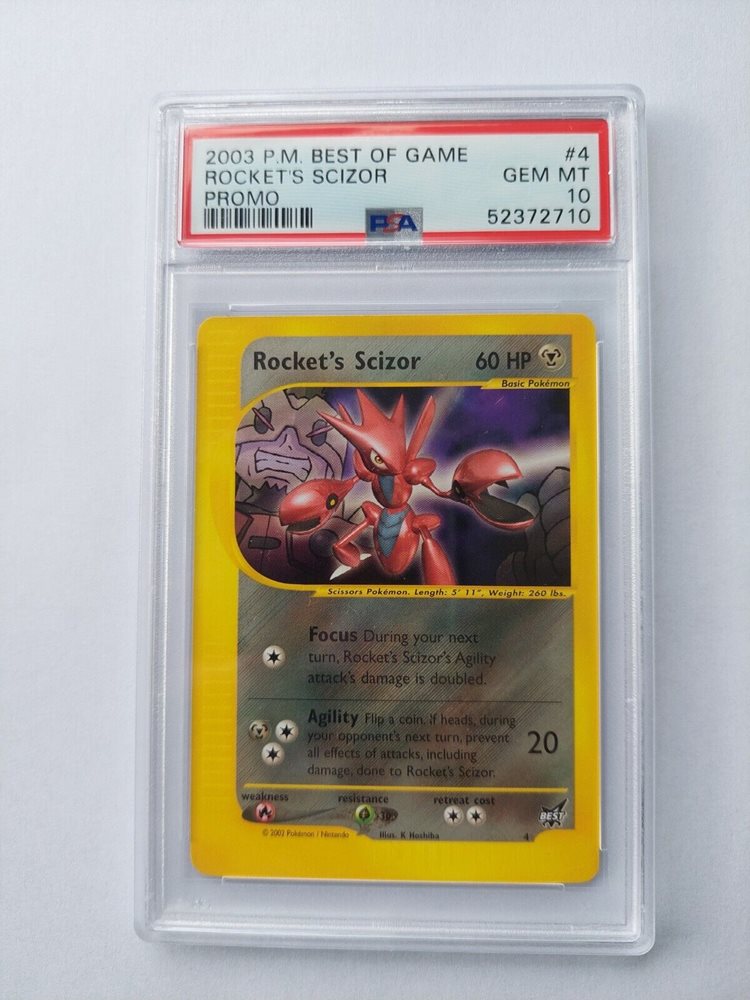 2003 P.M. BEST OF GAME #4
ROCKET'S SCIZOR GEM MT
PROMO 10
PSA 52372710
Rocket's Scizor 60 HP
Basic Pokémon
Scissors Pokémon. Length: 5' 11", Weight: 260 lbs.
Focus During your next
turn, Rocket's Scizor's Agility
attack's damage is doubled.
Agility Flip a coin. If heads, during
your opponent's next turn, prevent
all effects of attacks, including
damage, done to Rocket's Scizor.
20
weakness resistance retreat cost
-30
BEST
© 2002 Pokémon / Nintendo Illus. K Hoshiba 4